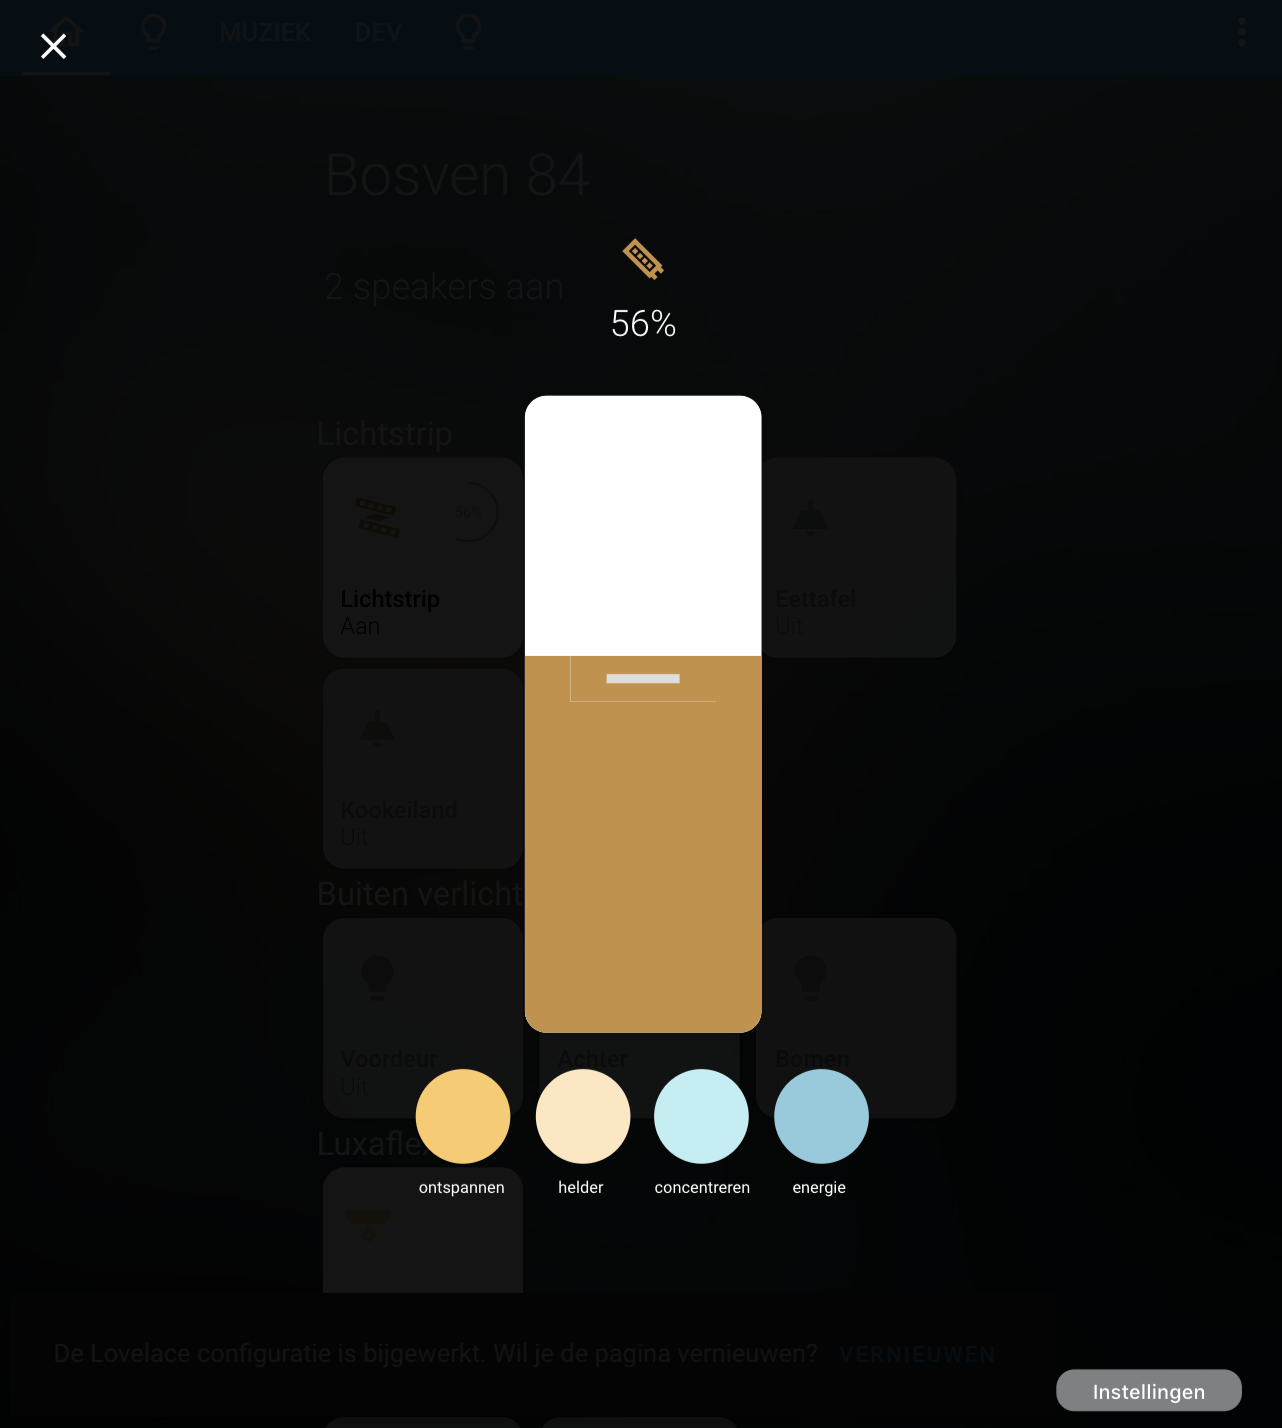 MUZIEK
DEV
Bosven 84
2 speakers aan
56%
Lichtstrip
56%
Lichtstrip
Aan
Eettafel
Uit
Kookeiland
Uit
Buiten verlicht
Voordeur
Uit
Achter
Bomen
Luxafle
ontspannen
helder
concentreren
energie
De Lovelace configuratie is bijgewerkt. Wil je de pagina vernieuwen? VERNIEUWEN
Instellingen